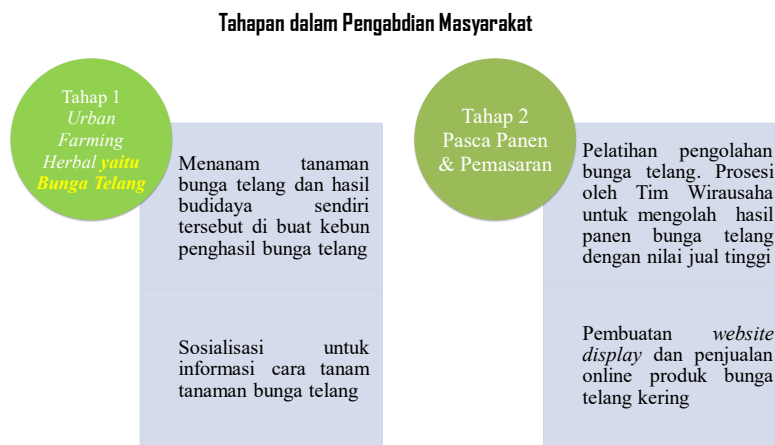 Tahapan dalam Pengabdian Masyarakat
Tahap 1
Urban
Farming
Herbal yaitu
Bunga Telang
Menanam tanaman
bunga telang dan hasil
budidaya sendiri
tersebut di buat kebun
penghasil bunga telang
Sosialisasi untuk
informasi cara tanam
tanaman bunga telang
Tahap 2
Pasca Panen
& Pemasaran
Pelatihan pengolahan
bunga telang. Prosesi
oleh Tim Wirausaha
untuk mengolah hasil
panen bunga telang
dengan nilai jual tinggi
Pembuatan website
display dan penjualan
online produk bunga
telang kering